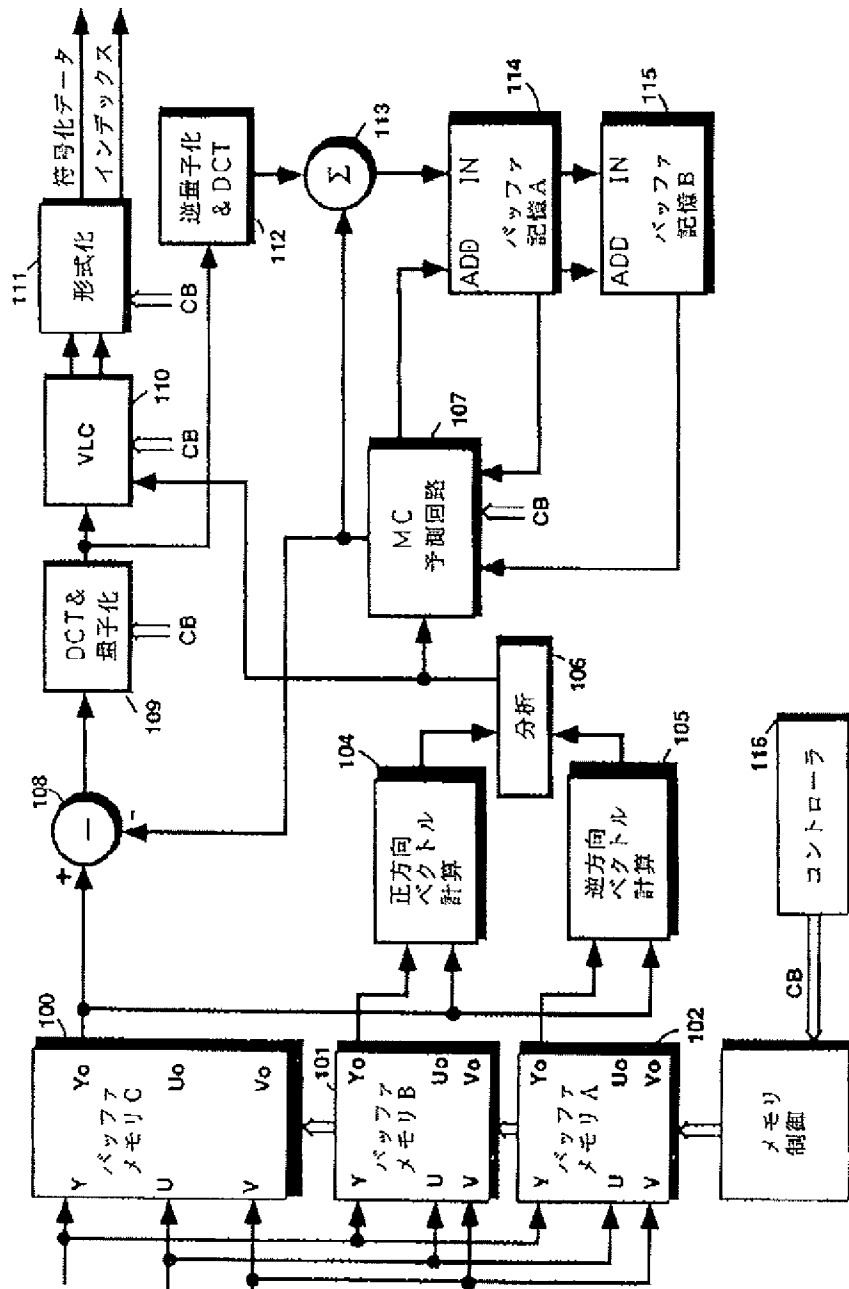 符号化データ
インデックス
111
形式化
CB
110
VLC
CB
109
DCT&
量子化
CB
108
+
−
-
逆量子化
& DCT
112
Σ
113
114
ADD
IN
バッファ
記憶A
115
ADD
IN
バッファ
記憶B
107
MC
予測回路
CB
106
分析
104
正方向
ベクトル
計算
105
逆方向
ベクトル
計算
116
コントローラ
CB
メモリ
制御
100
Y
Yo
バッファ
メモリC
U
Uo
V
Vo
101
Y
Yo
バッファ
メモリB
U
Uo
V
Vo
102
Y
Yo
バッファ
メモリA
U
Uo
V
Vo